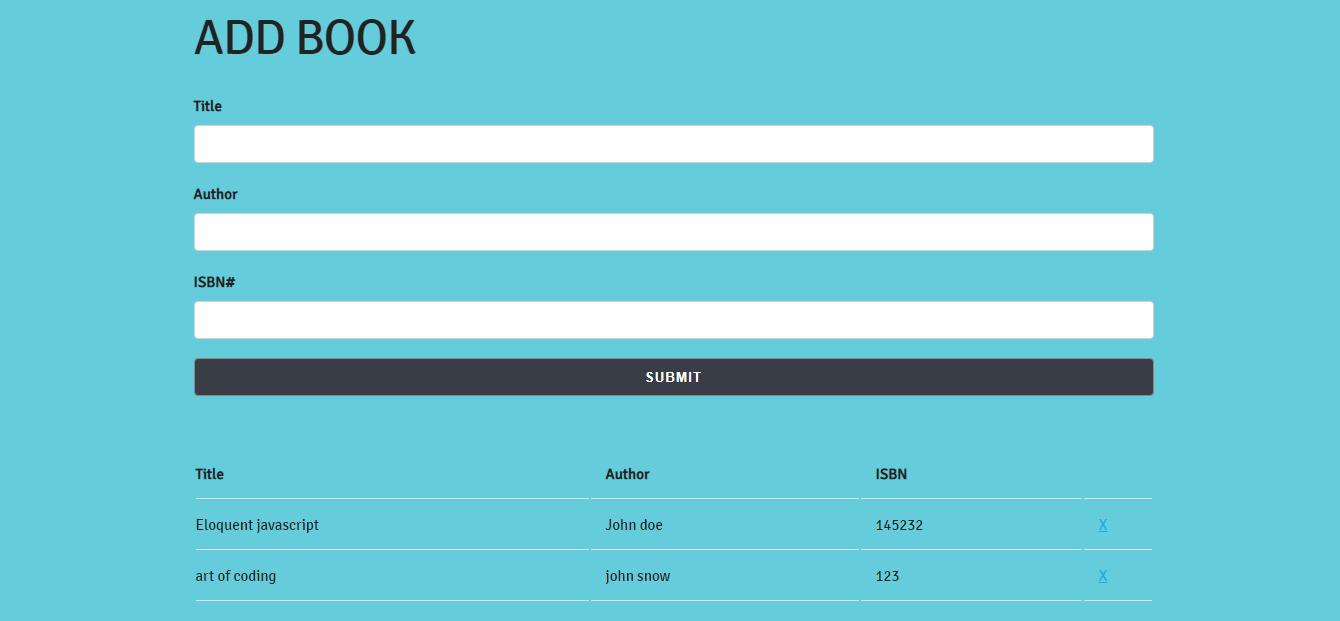 ADD BOOK
Title
Author
ISBN#
SUBMIT
Title Author ISBN
Eloquent javascript John doe 145232 X
art of coding john snow 123 X